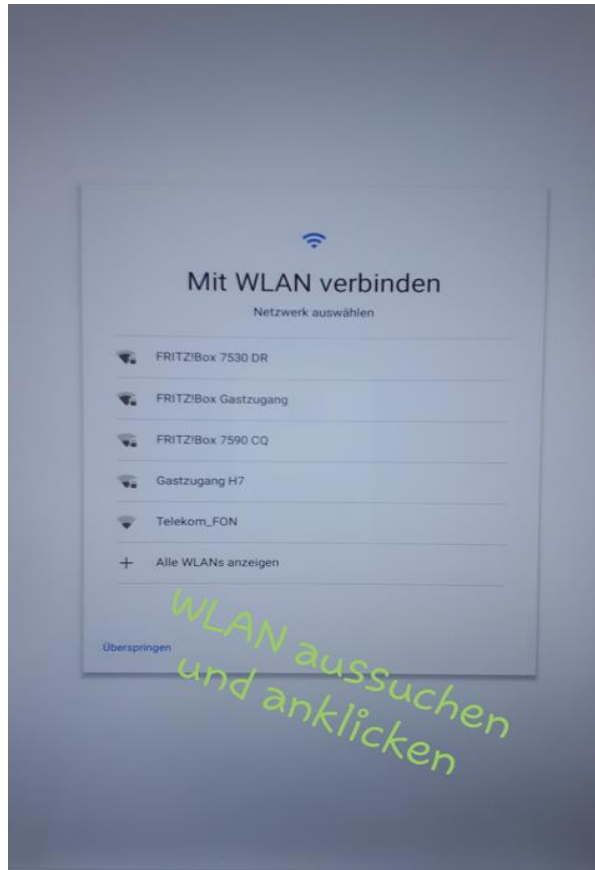 Mit WLAN verbinden
Netzwerk auswählen
FRITZ!Box 7530 DR
FRITZ!Box Gastzugang
FRITZ!Box 7590 CQ
Gastzugang H7
Telekom_FON
Alle WLANs anzeigen
Überspringen
WLAN aussuchen
und anklicken